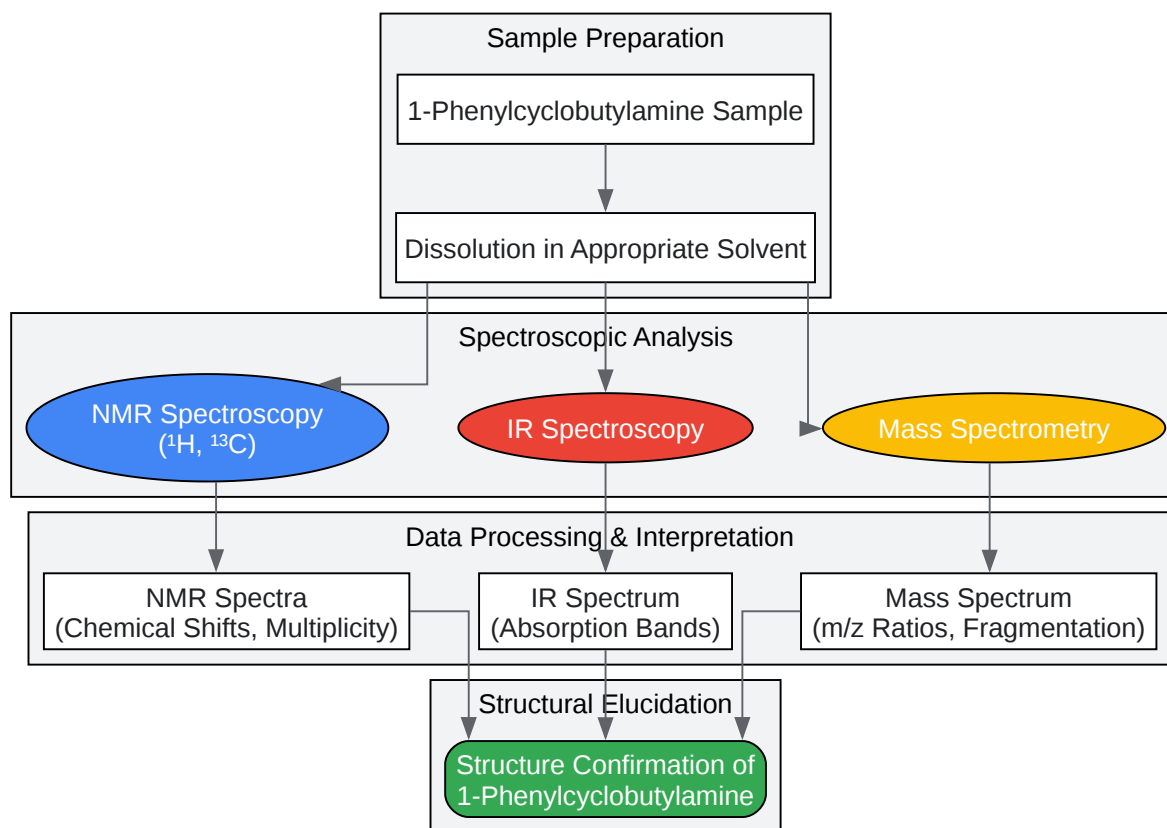 Sample Preparation
1-Phenylcyclobutylamine Sample
Dissolution in Appropriate Solvent
Spectroscopic Analysis
NMR Spectroscopy
(¹H, ¹³C)
IR Spectroscopy
Mass Spectrometry
Data Processing & Interpretation
NMR Spectra
(Chemical Shifts, Multiplicity)
IR Spectrum
(Absorption Bands)
Mass Spectrum
(m/z Ratios, Fragmentation)
Structural Elucidation
Structure Confirmation of
1-Phenylcyclobutylamine